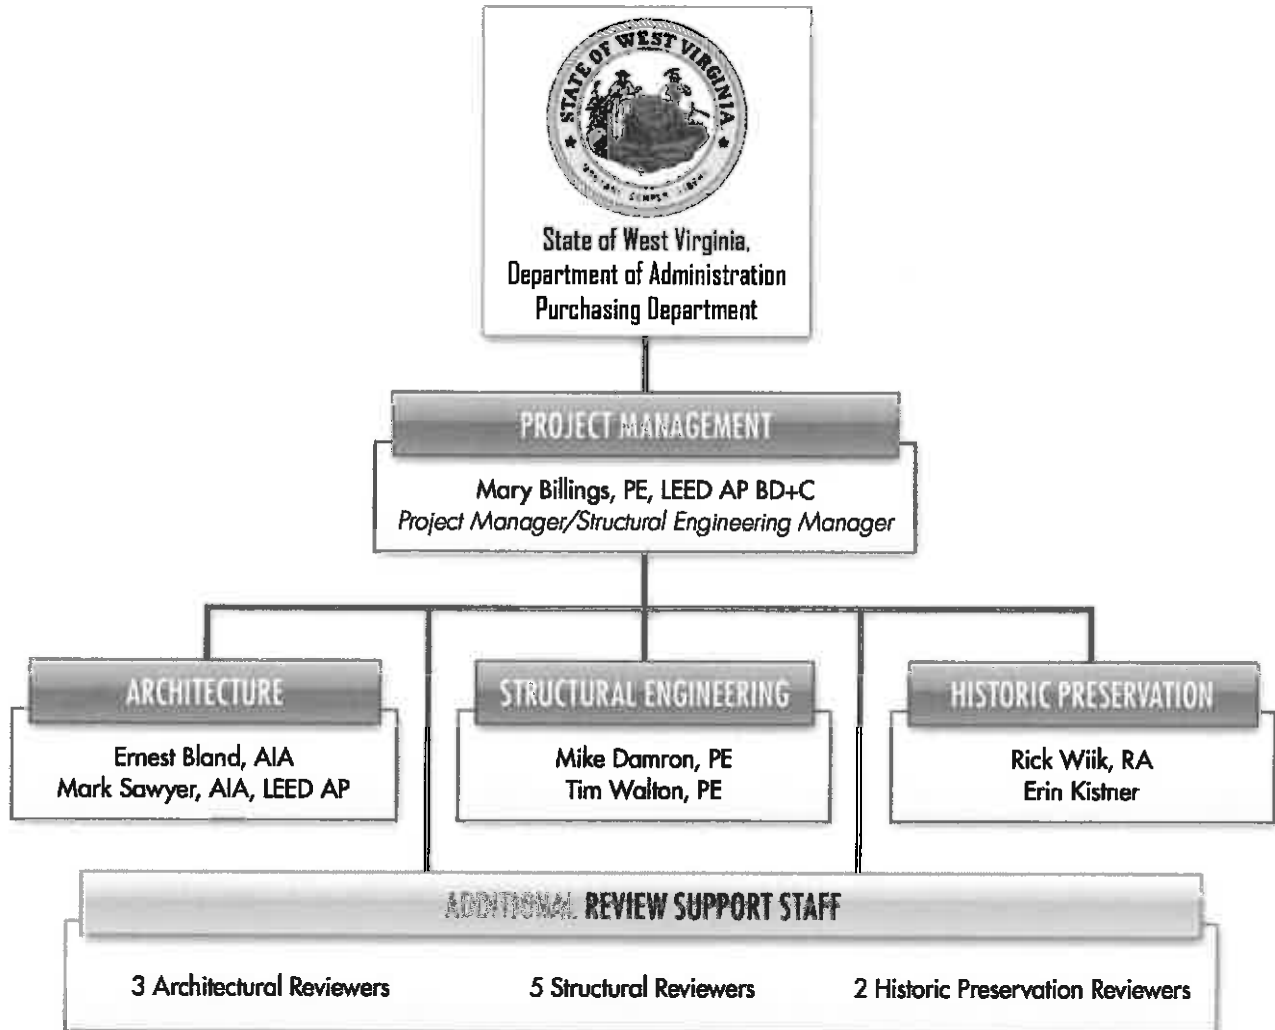 STATE OF WEST VIRGINIA
SEMPER
State of West Virginia,
Department of Administration
Purchasing Department
PROJECT MANAGEMENT
Mary Billings, PE, LEED AP BD+C
Project Manager/Structural Engineering Manager
ARCHITECTURE
Ernest Bland, AIA
Mark Sawyer, AIA, LEED AP
STRUCTURAL ENGINEERING
Mike Damron, PE
Tim Walton, PE
HISTORIC PRESERVATION
Rick Wiik, RA
Erin Kistner
ADDITIONAL REVIEW SUPPORT STAFF
3 Architectural Reviewers
5 Structural Reviewers
2 Historic Preservation Reviewers